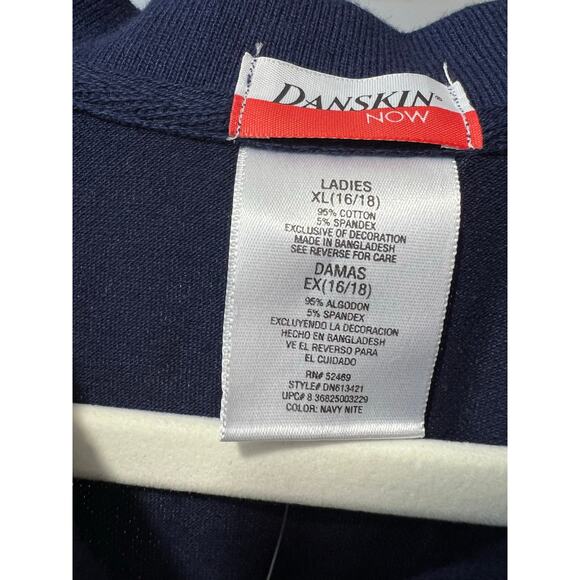 DANSKIN®
NOW
LADIES
XL(16/18)
95% COTTON
5% SPANDEX
EXCLUSIVE OF DECORATION
MADE IN BANGLADESH
SEE REVERSE FOR CARE
DAMAS
EX(16/18)
95% ALGODON
5% SPANDEX
EXCLUYENDO LA DECORACION
HECHO EN BANGLADESH
VE EL REVERSO PARA
EL CUIDADO
RN# 52469
STYLE# DN613421
UPC# 8 36825003229
COLOR: NAVY NITE